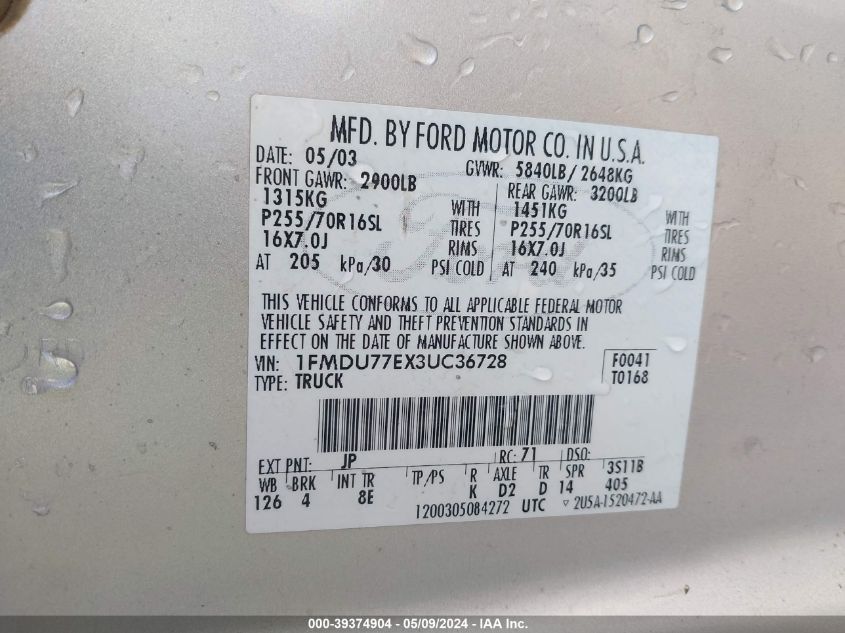 MFD. BY FORD MOTOR CO. IN U.S.A.
DATE: 05/03 GVWR: 5840LB/ 2648KG
FRONT GAWR: 2900LB REAR GAWR: 3200LB
1315KG WITH 1451KG WITH
P255/70R16SL TIRES P255/70R16SL TIRES
16X7.0J RIMS 16X7.0J RIMS
AT 205 kPa/30 PSI COLD AT 240 kPa/35 PSI COLD
Ford
THIS VEHICLE CONFORMS TO ALL APPLICABLE FEDERAL MOTOR
VEHICLE SAFETY AND THEFT PREVENTION STANDARDS IN
EFFECT ON THE DATE OF MANUFACTURE SHOWN ABOVE.
VIN: 1FMDU77EX3UC36728 F0041
TYPE: TRUCK T0168
EXT PNT: JP RC: 71 DSO:
WB BRK INT TR TP/PS R AXLE TR SPR 3S11B
126 4 8E K D2 D 14 405
1200305084272 UTC ▽ 2U5A-1520472-AA
000-39374904 - 05/09/2024 - IAA Inc.